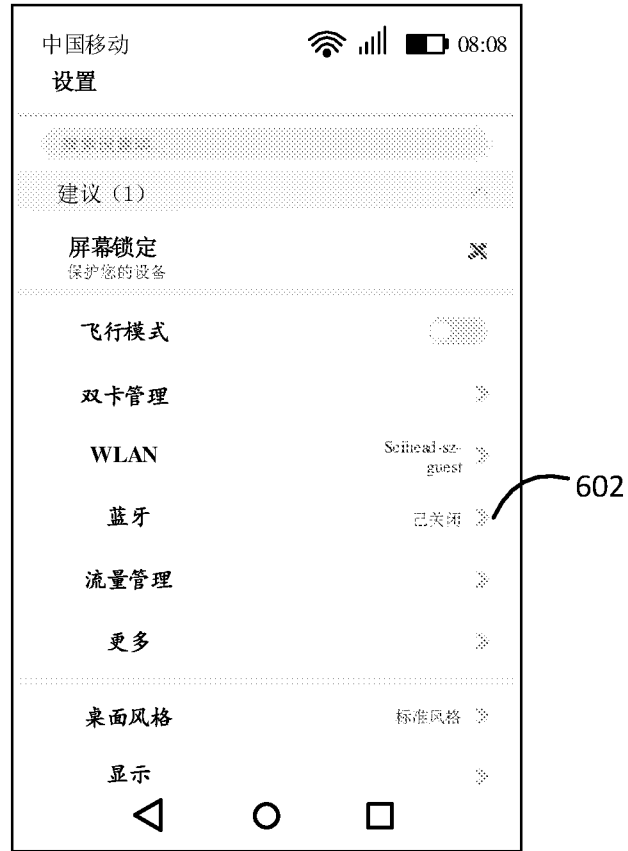 中国移动 08:08
设置
建议（1）
屏幕锁定
保护您的设备
飞行模式
双卡管理
WLAN Scihead-sz-
guest
蓝牙 已关闭
602
流量管理
更多
桌面风格 标准风格
显示